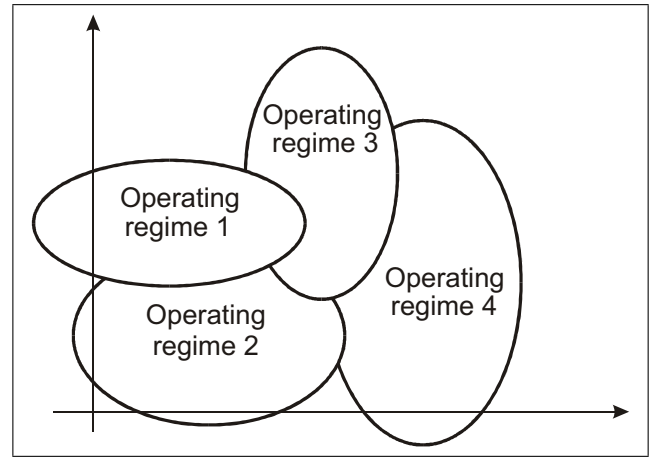 Operating
regime 3
Operating
regime 1
Operating
regime 4
Operating
regime 2